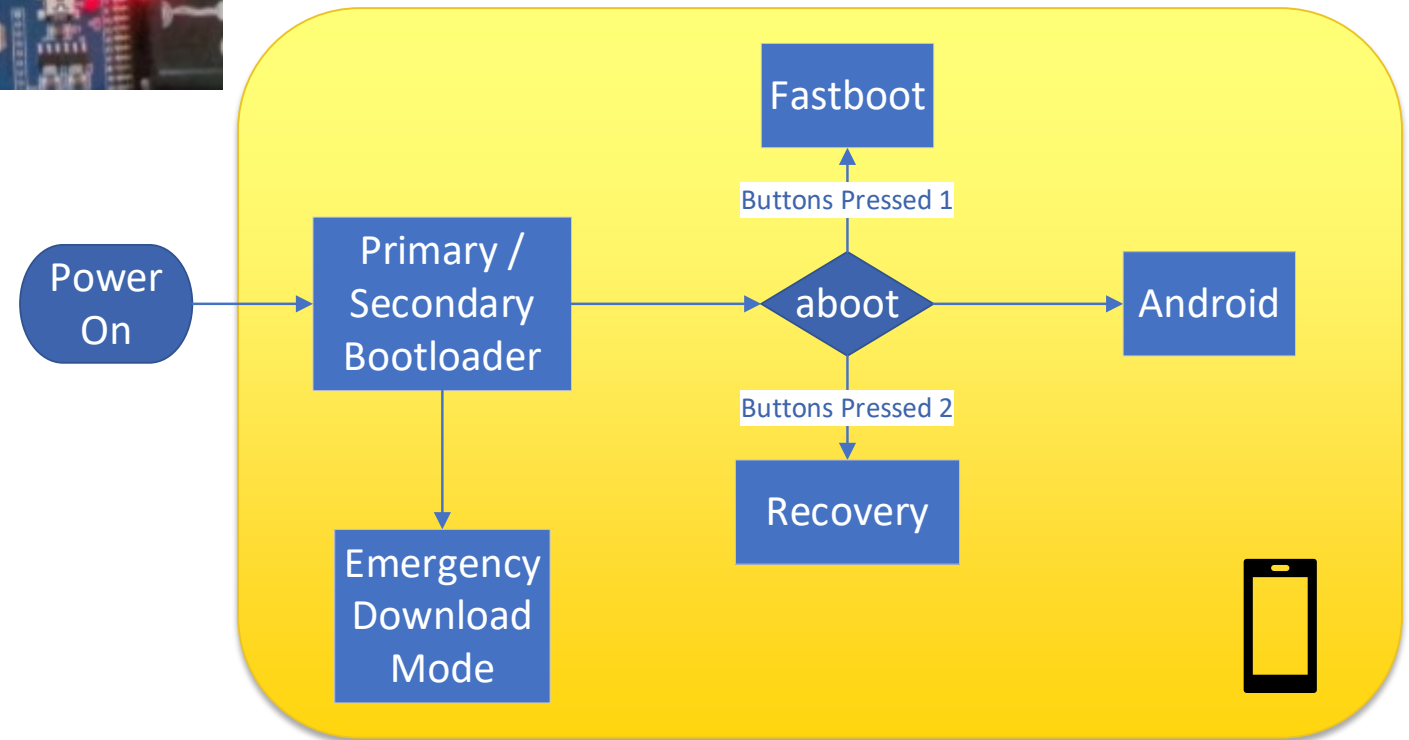 Power
On
Primary /
Secondary
Bootloader
Emergency
Download
Mode
Fastboot
Buttons Pressed 1
aboot
Buttons Pressed 2
Recovery
Android